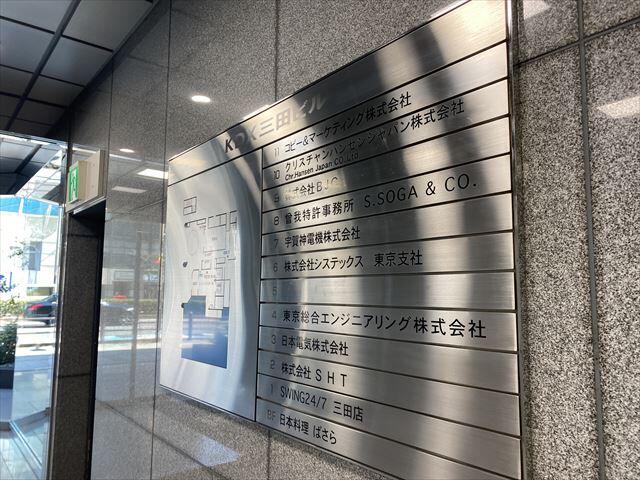 KDX三田ビル
11 コピー&マーケティング株式会社
10 クリスチャンハンセンジャパン株式会社
Chr.Hansen Japan CO.Ltd
9 株式会社BJC
8 曾我特許事務所 S.SOGA & CO.
7 宇賀神電機株式会社
6 株式会社システックス 東京支社
5
4 東京総合エンジニアリング株式会社
3 日本電気株式会社
2 株式会社SHT
1 SWING24/7 三田店
BF 日本料理 ばさら